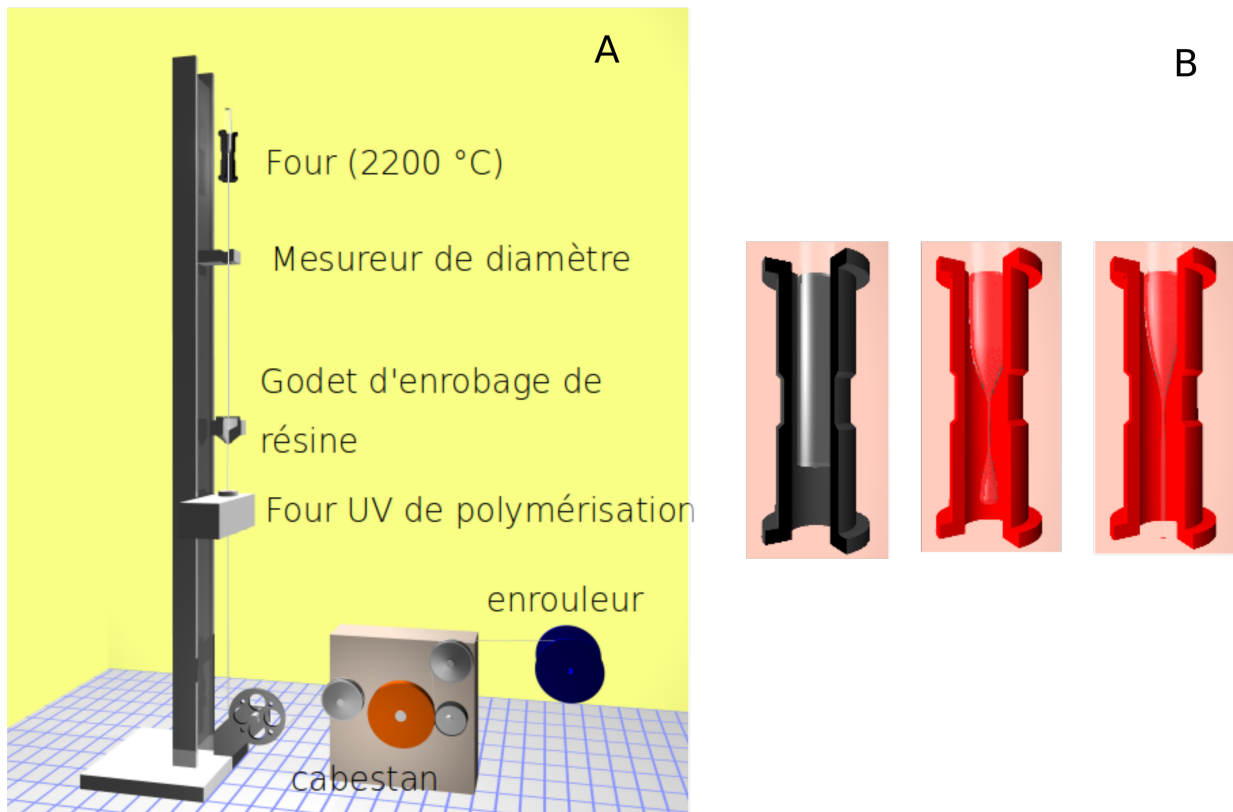 A
B
Four (2200 °C)
Mesureur de diamètre
Godet d'enrobage de
résine
Four UV de polymérisation
enrouleur
cabestan